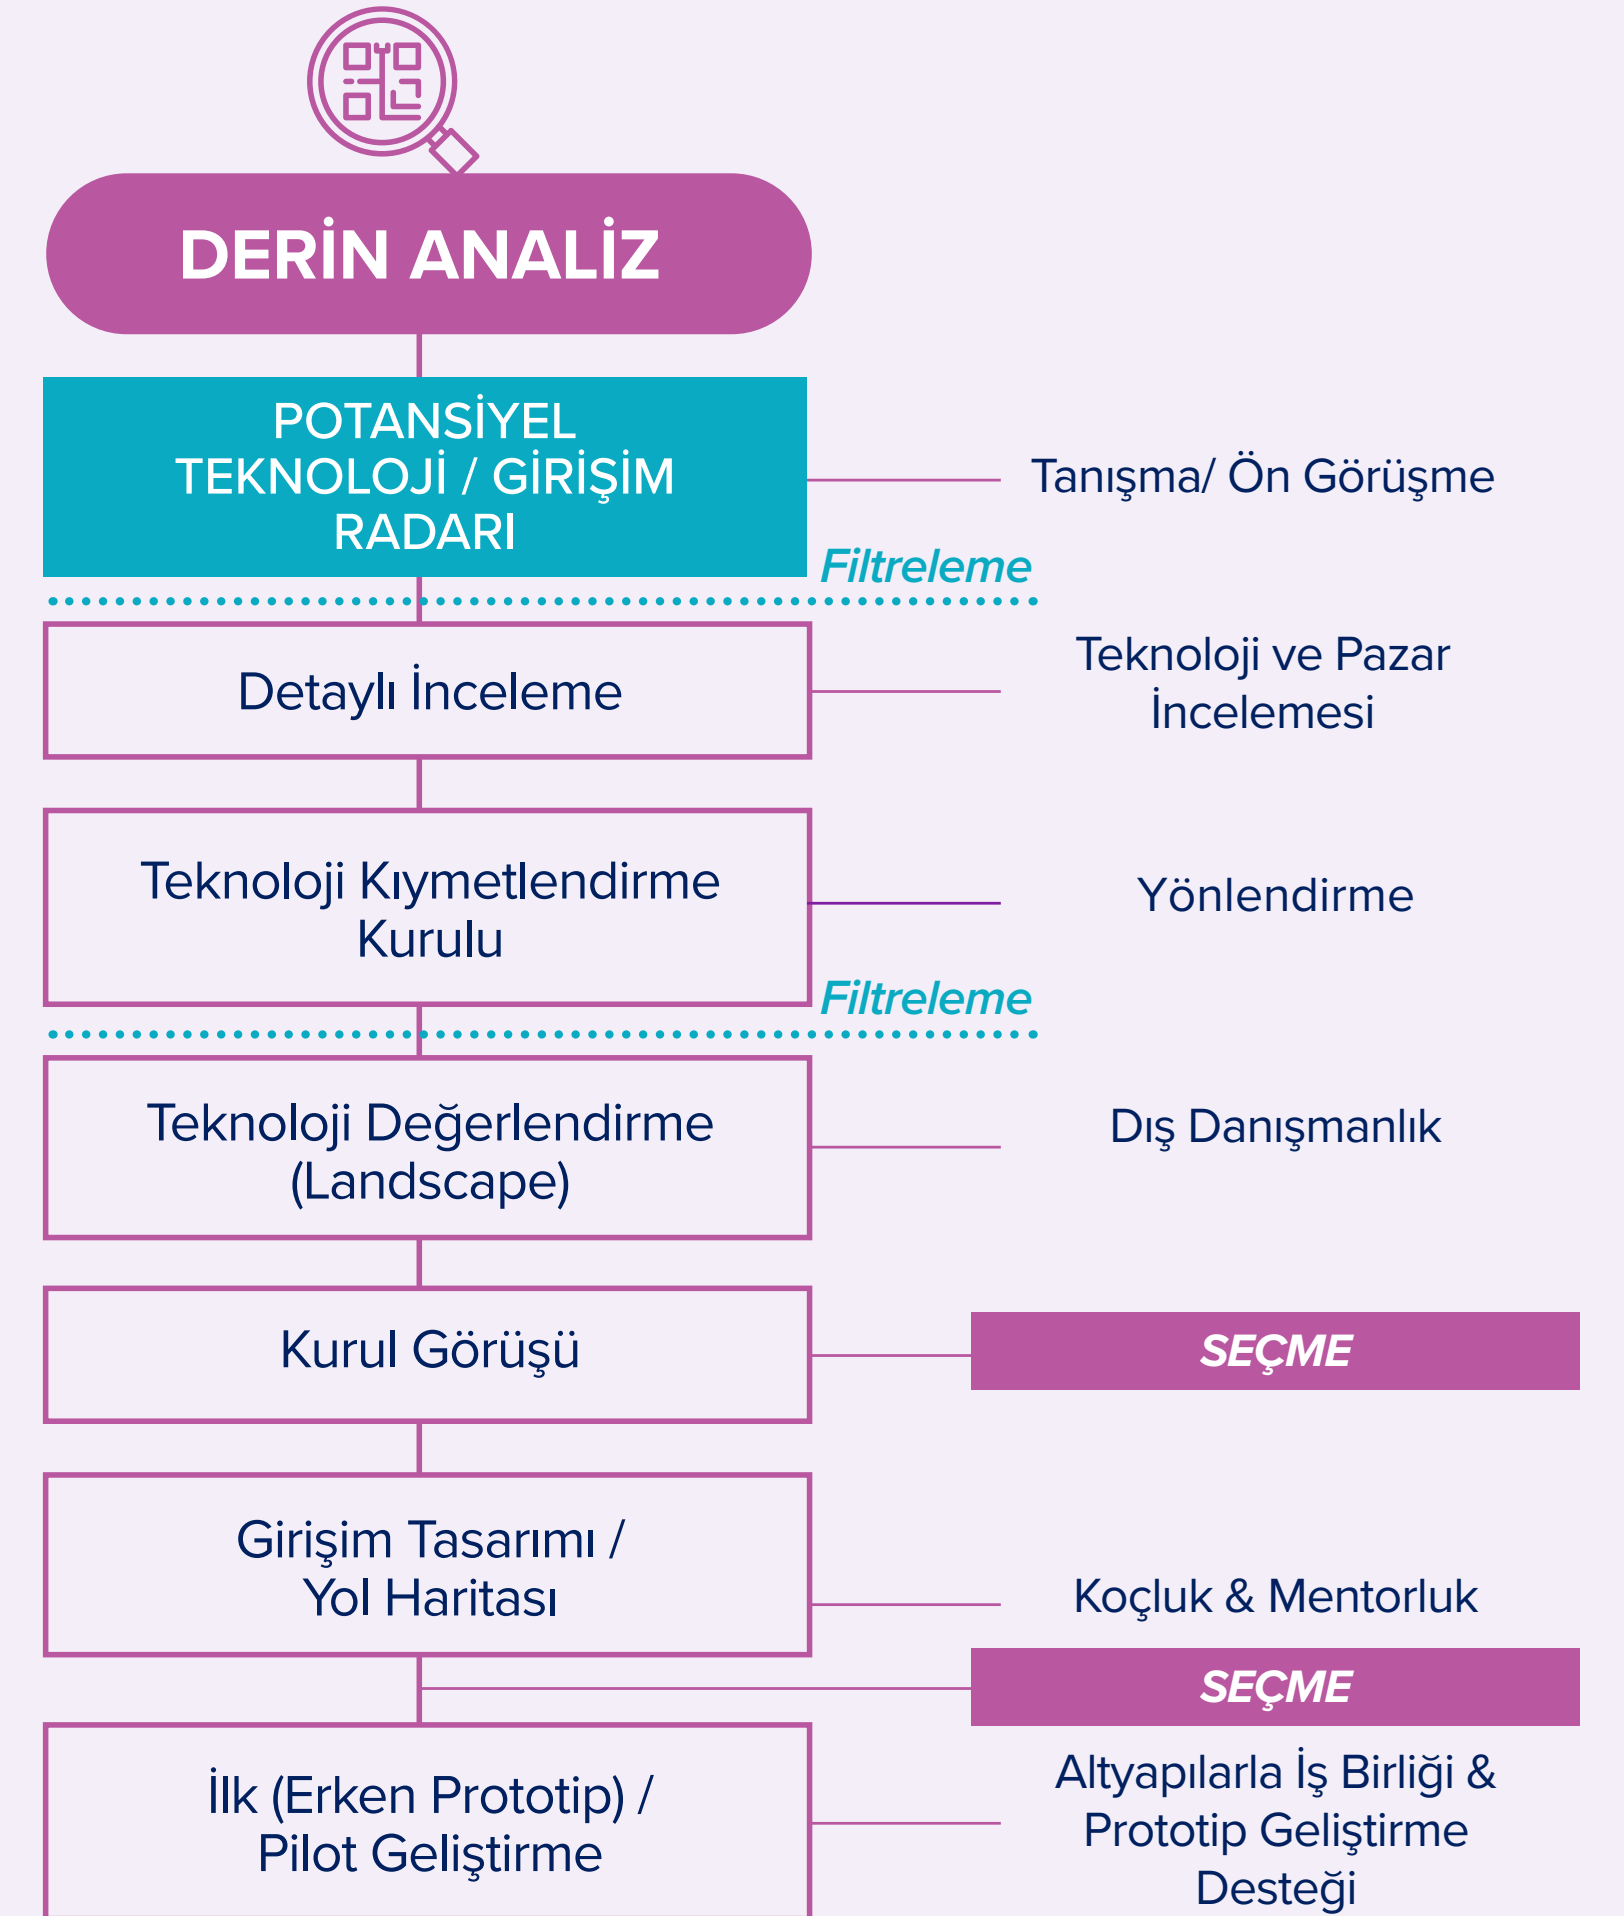 DERİN ANALİZ
POTANSİYEL
TEKNOLOJİ / GİRİŞİM
RADARI
Tanışma/ Ön Görüşme
Filtreleme
Detaylı İnceleme
Teknoloji ve Pazar
İncelemesi
Teknoloji Kıymetlendirme
Kurulu
Yönlendirme
Filtreleme
Teknoloji Değerlendirme
(Landscape)
Dış Danışmanlık
Kurul Görüşü
SEÇME
Girişim Tasarımı /
Yol Haritası
Koçluk & Mentorluk
SEÇME
İlk (Erken Prototip) /
Pilot Geliştirme
Altyapılarla İş Birliği &
Prototip Geliştirme
Desteği